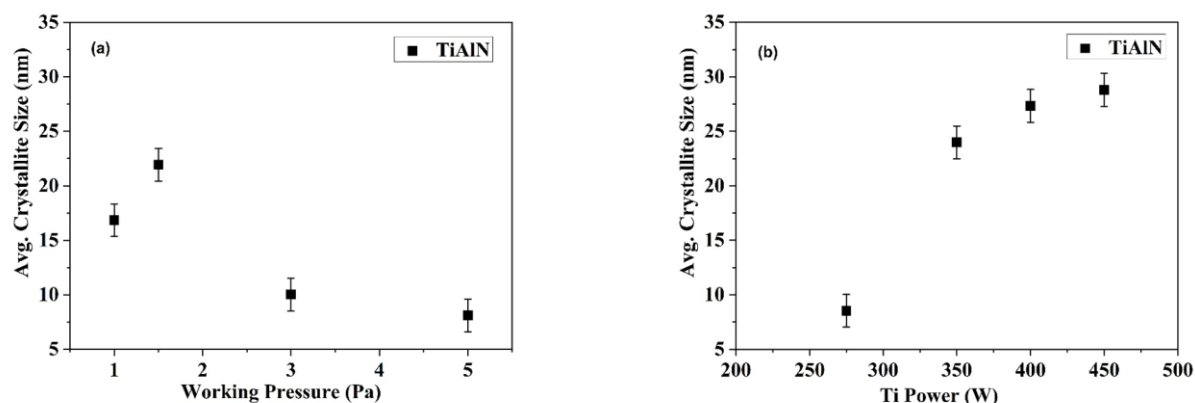 (a)
TiAlN
Avg. Crystallite Size (nm)
35
30
25
20
15
10
5
1 2 3 4 5
Working Pressure (Pa)
(b)
TiAlN
Avg. Crystallite Size (nm)
35
30
25
20
15
10
5
200 250 300 350 400 450 500
Ti Power (W)